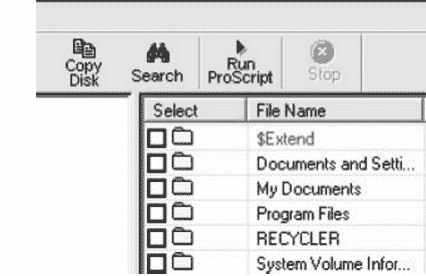 Copy
Disk
Search
Run
ProScript
Stop
Select
File Name
$Extend
Documents and Setti...
My Documents
Program Files
RECYCLER
System Volume Infor...